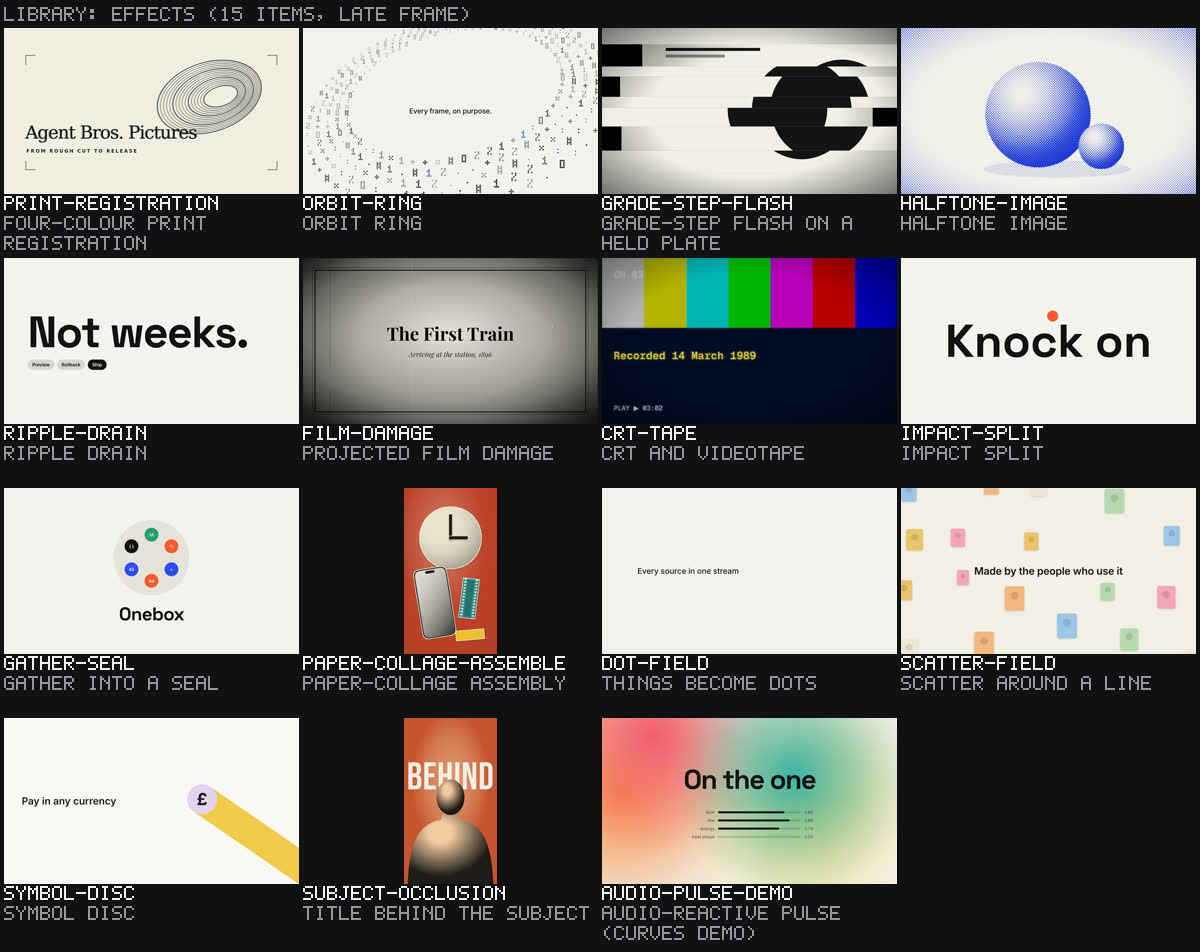 LIBRARY: EFFECTS (15 ITEMS, LATE FRAME)
Agent Bros. Pictures
FROM ROUGH CUT TO RELEASE
PRINT-REGISTRATION
FOUR-COLOUR PRINT
REGISTRATION
Every frame, on purpose.
ORBIT-RING
ORBIT RING
GRADE-STEP-FLASH
GRADE-STEP FLASH ON A
HELD PLATE
HALFTONE-IMAGE
HALFTONE IMAGE
Not weeks.
Preview Rollback Ship
RIPPLE-DRAIN
RIPPLE DRAIN
The First Train
Arriving at the station, 1896
FILM-DAMAGE
PROJECTED FILM DAMAGE
CH 03
Recorded 14 March 1989
PLAY ▶ 03:02
CRT-TAPE
CRT AND VIDEOTAPE
Knock on
IMPACT-SPLIT
IMPACT SPLIT
Onebox
GATHER-SEAL
GATHER INTO A SEAL
PAPER-COLLAGE-ASSEMBLE
PAPER-COLLAGE ASSEMBLY
Every source in one stream
DOT-FIELD
THINGS BECOME DOTS
Made by the people who use it
SCATTER-FIELD
SCATTER AROUND A LINE
Pay in any currency
£
SYMBOL-DISC
SYMBOL DISC
BEHIND
SUBJECT-OCCLUSION
TITLE BEHIND THE SUBJECT
On the one
kick
low
energy
beat phase
AUDIO-PULSE-DEMO
AUDIO-REACTIVE PULSE
(CURVES DEMO)